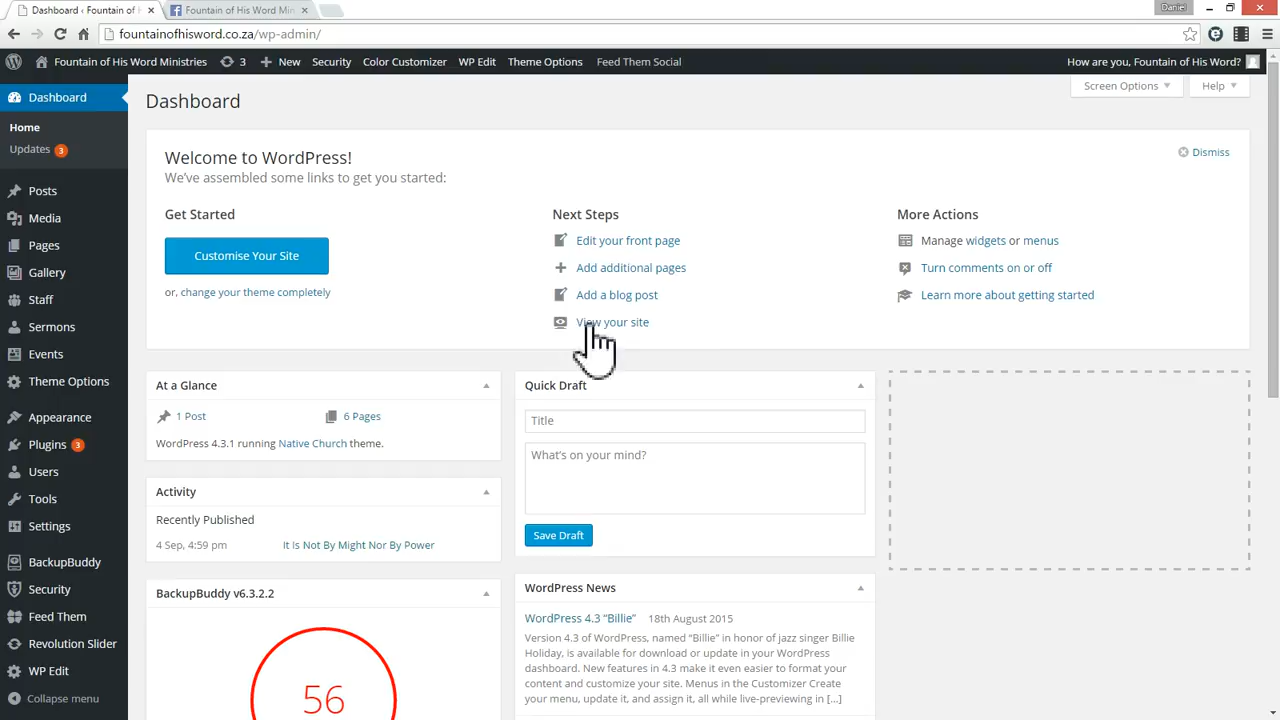 Dashboard ‹ Fountain of H
Fountain of His Word Min
Daniel
fountainofhisword.co.za/wp-admin/
Fountain of His Word Ministries
3
New
Security
Color Customizer
WP Edit
Theme Options
Feed Them Social
How are you, Fountain of His Word?
Dashboard
Home
Updates 3
Posts
Media
Pages
Gallery
Staff
Sermons
Events
Theme Options
Appearance
Plugins 3
Users
Tools
Settings
BackupBuddy
Security
Feed Them
Revolution Slider
WP Edit
Collapse menu
Dashboard
Screen Options
Help
Welcome to WordPress!
We've assembled some links to get you started:
Dismiss
Get Started
Customise Your Site
or, change your theme completely
Next Steps
Edit your front page
Add additional pages
Add a blog post
View your site
More Actions
Manage widgets or menus
Turn comments on or off
Learn more about getting started
At a Glance
1 Post
6 Pages
WordPress 4.3.1 running Native Church theme.
Activity
Recently Published
4 Sep, 4:59 pm
It Is Not By Might Nor By Power
BackupBuddy v6.3.2.2
56
Quick Draft
Title
What's on your mind?
Save Draft
WordPress News
WordPress 4.3 "Billie" 18th August 2015
Version 4.3 of WordPress, named "Billie" in honor of jazz singer Billie
Holiday, is available for download or update in your WordPress
dashboard. New features in 4.3 make it even easier to format your
content and customize your site. Menus in the Customizer Create
your menu, update it, and assign it, all while live-previewing in [...]